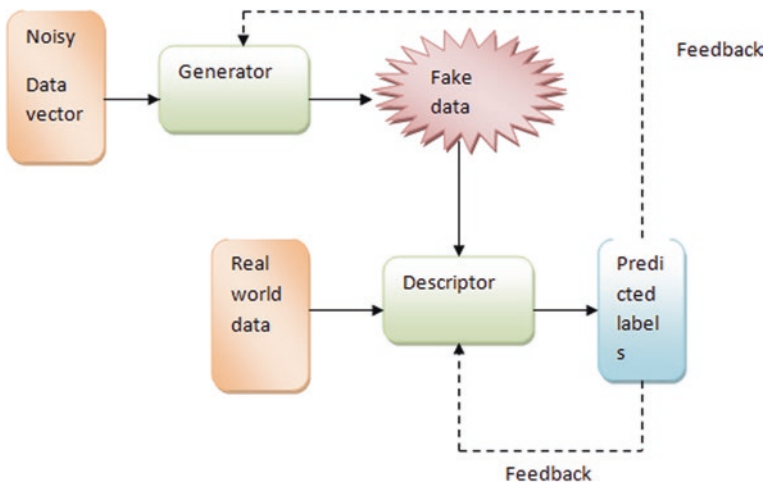 Noisy
Data
vector
Generator
Fake
data
Feedback
Real
world
data
Descriptor
Predi
cted
label
s
Feedback